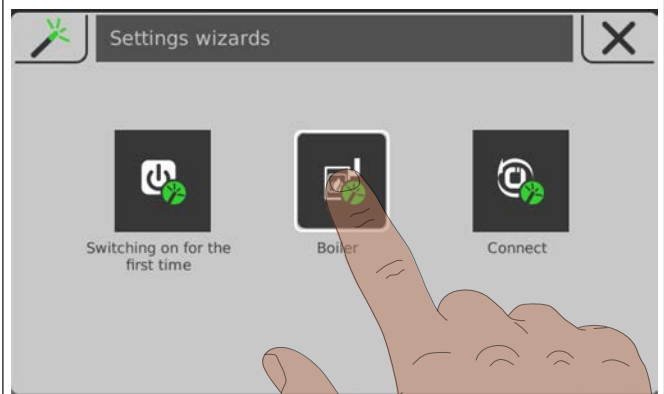 Settings wizards
Switching on for the
first time
Boiler
Connect